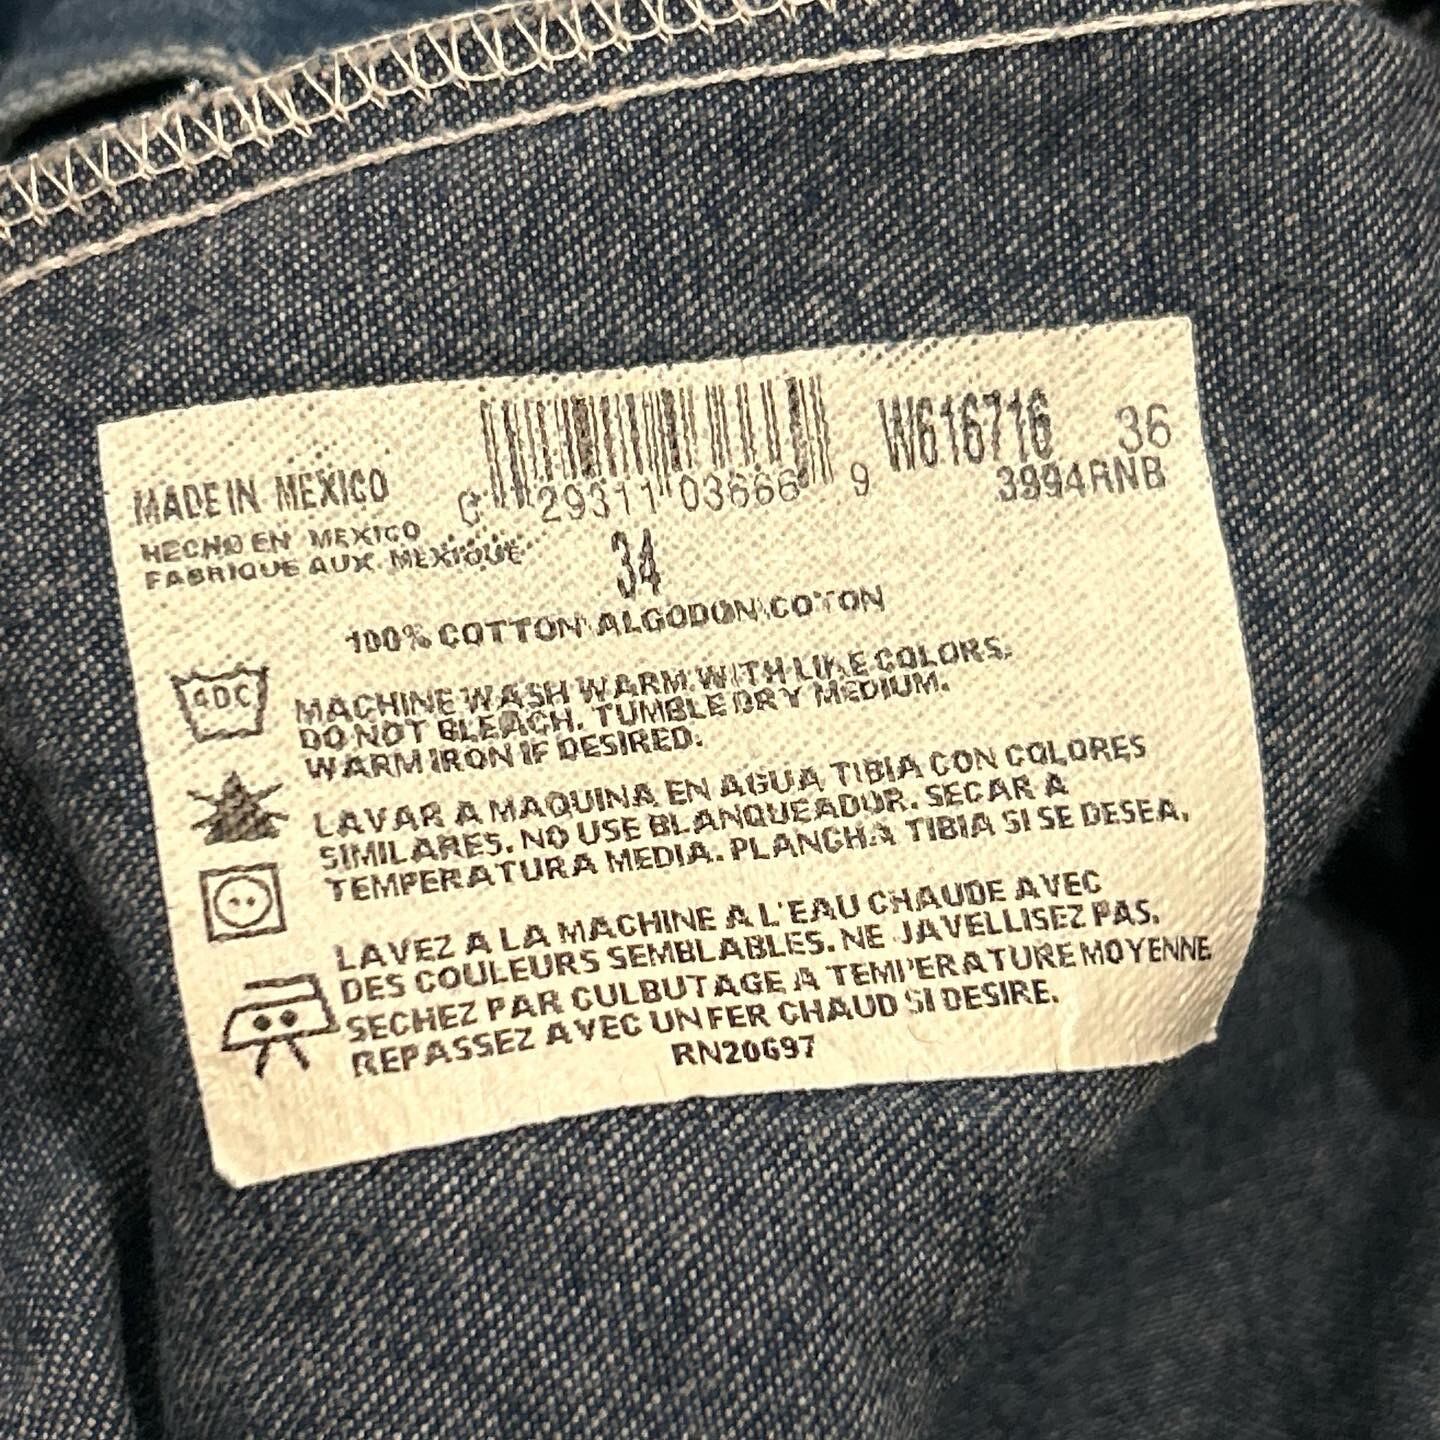 MADE IN MEXICO
HECHO EN MEXICO
FABRIQUE AUX MEXIQUE
29311 03666 9
W616716 36
3994RNB
34
100% COTTON\ALGODON\COTON
40C
MACHINE WASH WARM WITH LIKE COLORS.
DO NOT BLEACH. TUMBLE DRY MEDIUM.
WARM IRON IF DESIRED.
LAVAR A MAQUINA EN AGUA TIBIA CON COLORES
SIMILARES. NO USE BLANQUEADOR. SECAR A
TEMPERATURA MEDIA. PLANCHA TIBIA SI SE DESEA.
LAVEZ A LA MACHINE A L'EAU CHAUDE AVEC
DES COULEURS SEMBLABLES. NE JAVELLISEZ PAS.
SECHEZ PAR CULBUTAGE A TEMPERATURE MOYENNE
REPASSEZ AVEC UN FER CHAUD SI DESIRE.
RN20697